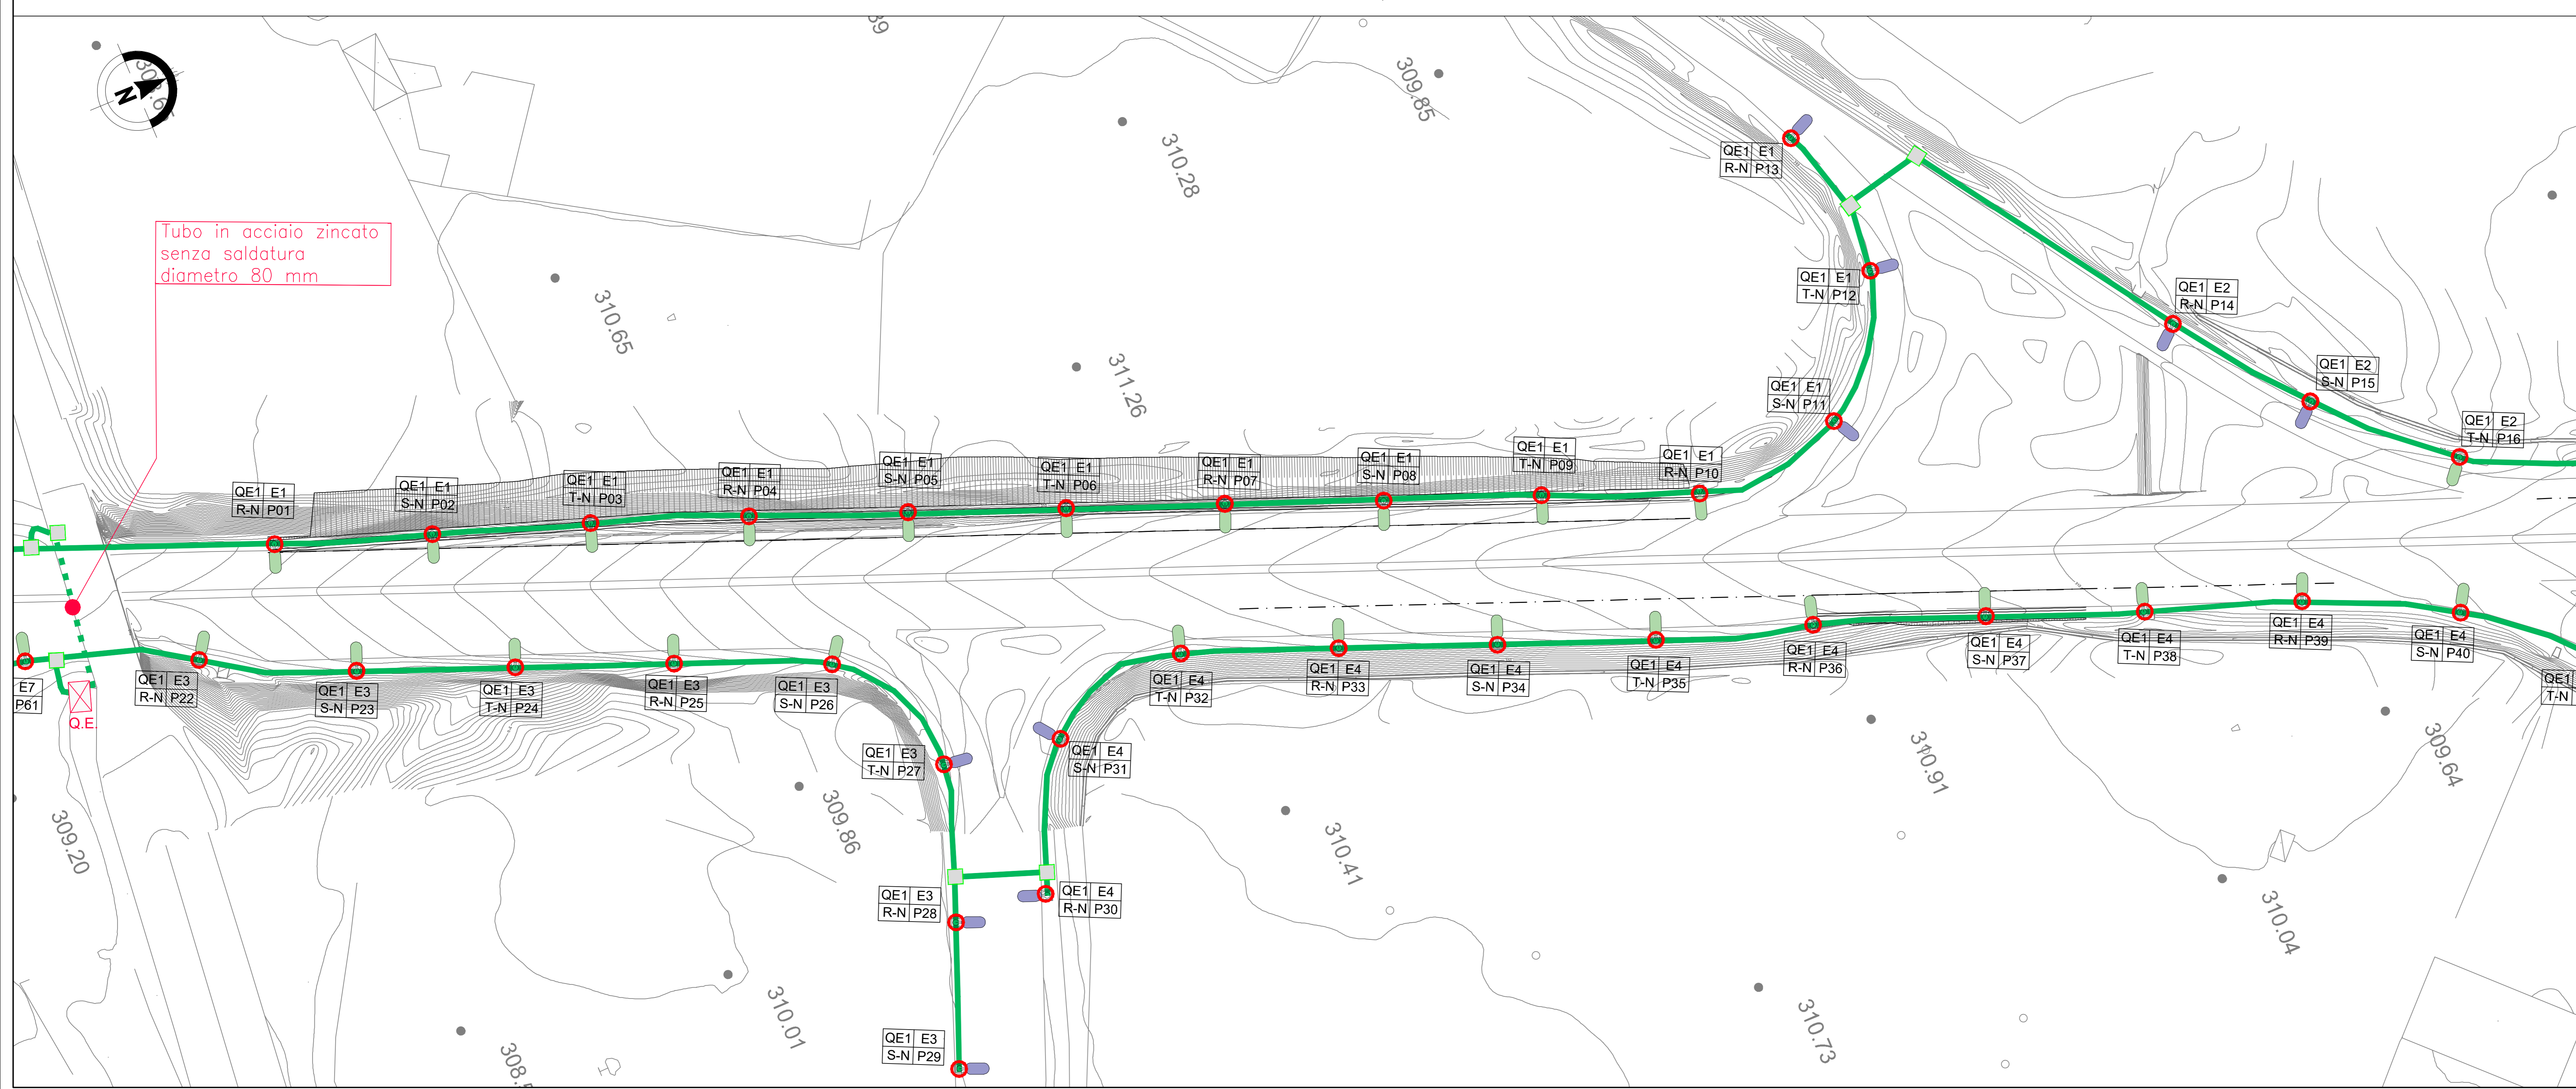 N
309.85
310.28
QE1 E1
R-N P13
Tubo in acciaio zincato
senza saldatura
diametro 80 mm
QE1 E1
T-N P12
QE1 E2
R-N P14
310.65
311.26
QE1 E2
S-N P15
QE1 E1
S-N P11
QE1 E2
T-N P16
QE1 E1
R-N P01
QE1 E1
S-N P02
QE1 E1
T-N P03
QE1 E1
R-N P04
QE1 E1
S-N P05
QE1 E1
T-N P06
QE1 E1
R-N P07
QE1 E1
S-N P08
QE1 E1
T-N P09
QE1 E1
R-N P10
E7
P61
Q.E.
QE1 E3
R-N P22
QE1 E3
S-N P23
QE1 E3
T-N P24
QE1 E3
R-N P25
QE1 E3
S-N P26
QE1 E4
T-N P32
QE1 E4
R-N P33
QE1 E4
S-N P34
QE1 E4
T-N P35
QE1 E4
R-N P36
QE1 E4
S-N P37
QE1 E4
T-N P38
QE1 E4
R-N P39
QE1 E4
S-N P40
QE1
T-N
QE1 E3
T-N P27
QE1 E4
S-N P31
310.91
309.64
309.20
309.86
310.41
QE1 E3
R-N P28
QE1 E4
R-N P30
310.04
310.01
310.73
QE1 E3
S-N P29